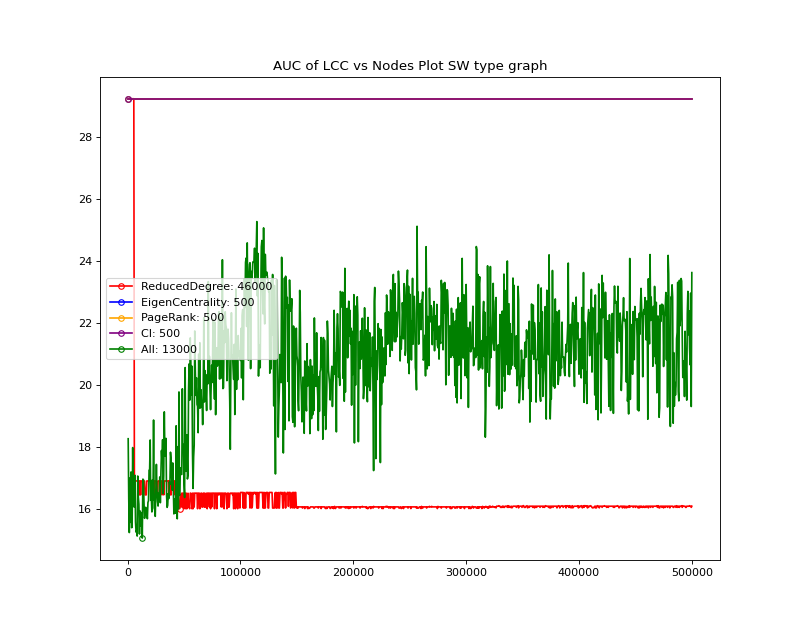 AUC of LCC vs Nodes Plot SW type graph
28
26
24
22
20
18
16
ReducedDegree: 46000
EigenCentrality: 500
PageRank: 500
CI: 500
All: 13000
0
100000
200000
300000
400000
500000